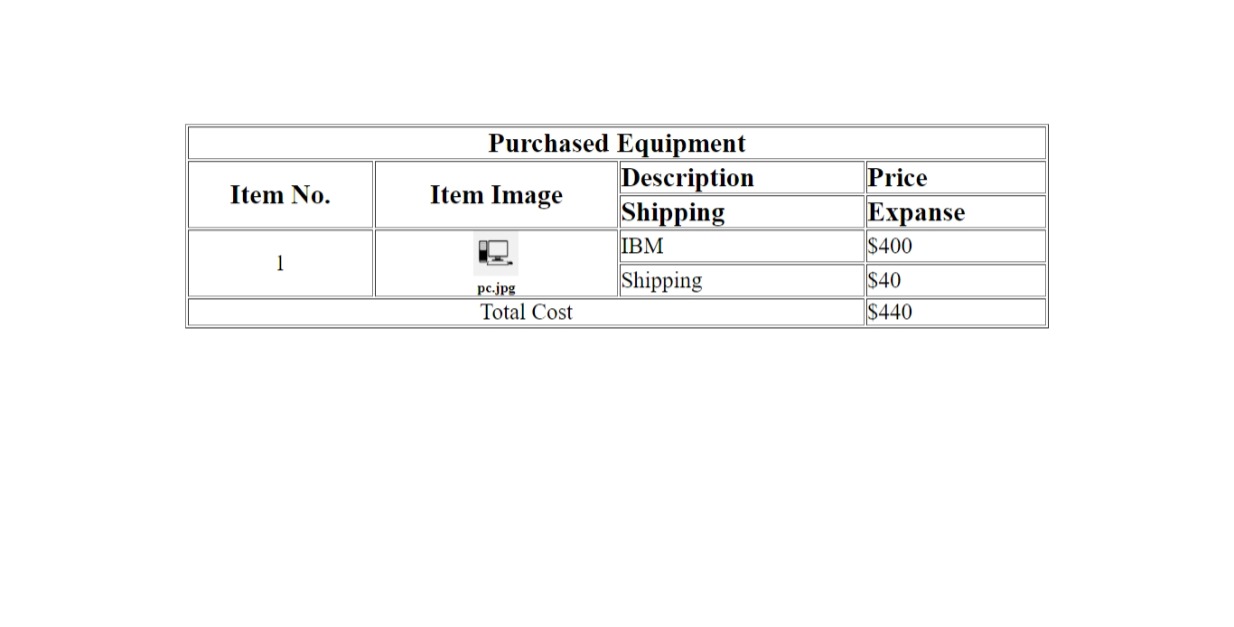 Purchased Equipment
Item No. Item Image Description Price
Shipping Expanse
1 IBM $400
pc.jpg Shipping $40
Total Cost $440